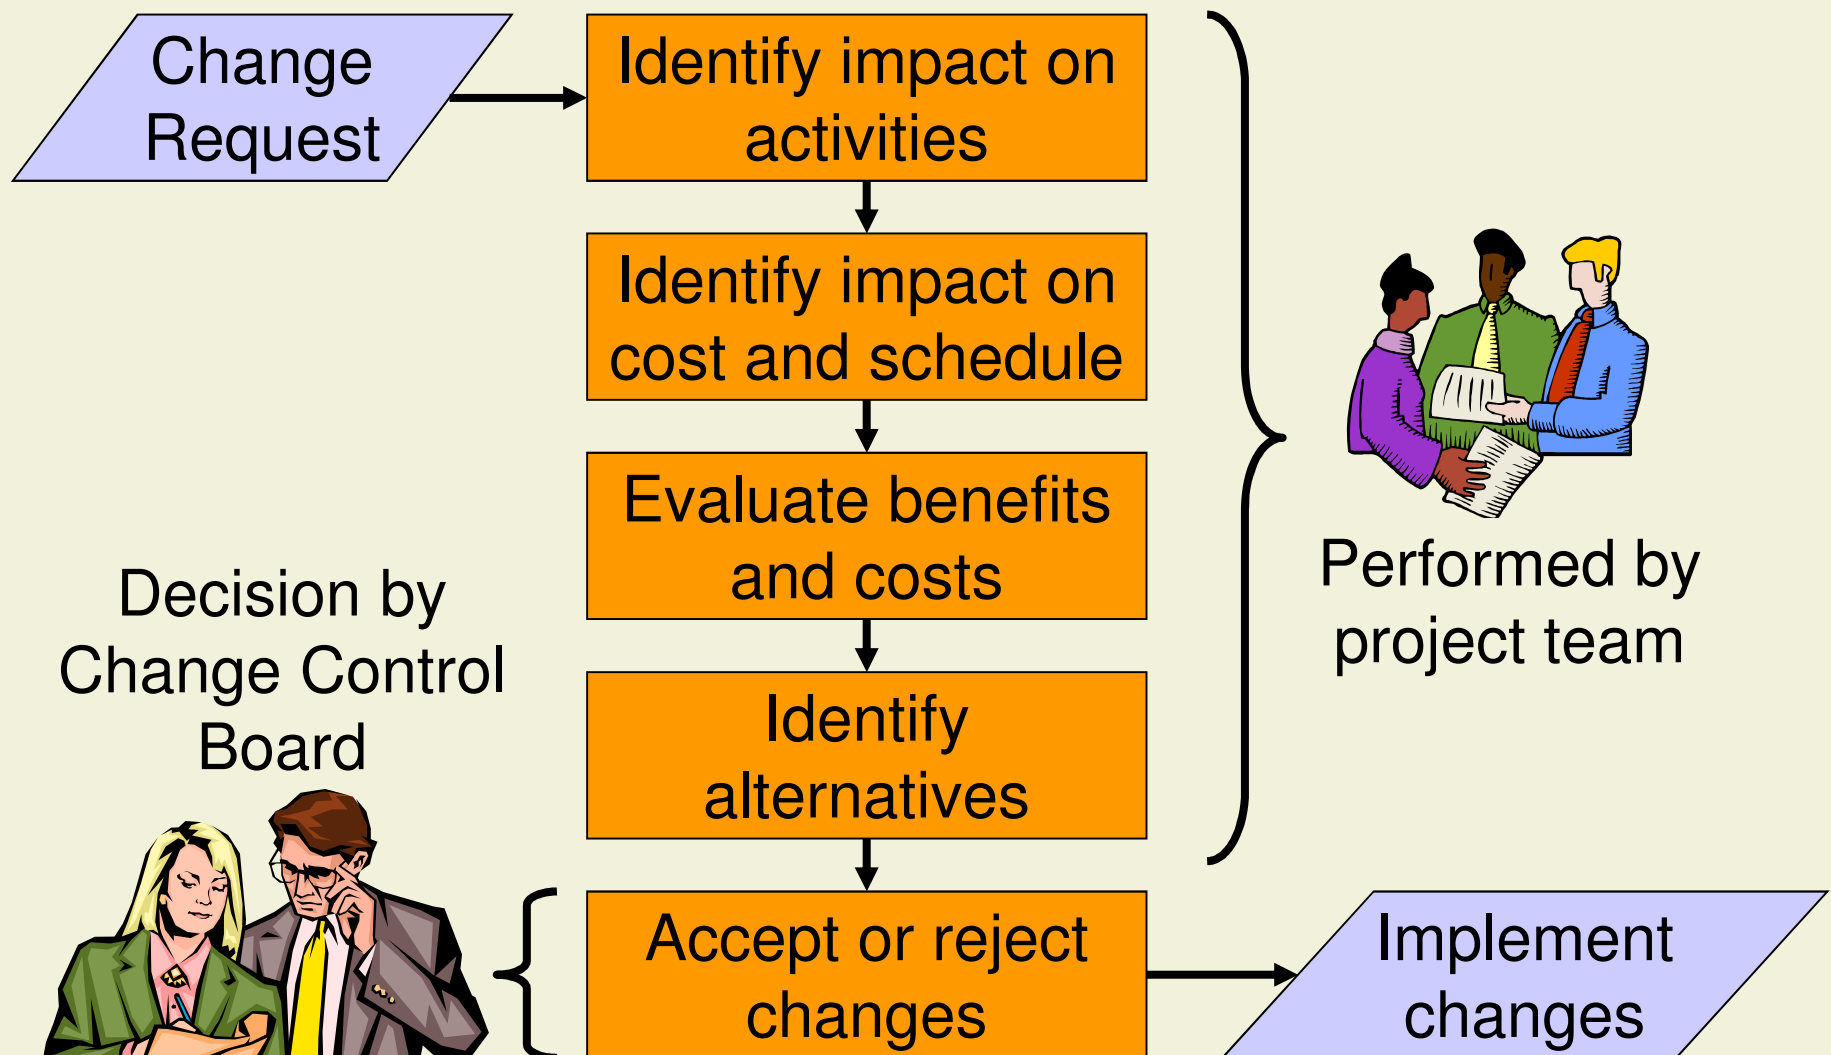 Change
Request
Identify impact on
activities
Identify impact on
cost and schedule
Evaluate benefits
and costs
Identify
alternatives
Performed by
project team
Decision by
Change Control
Board
Accept or reject
changes
Implement
changes